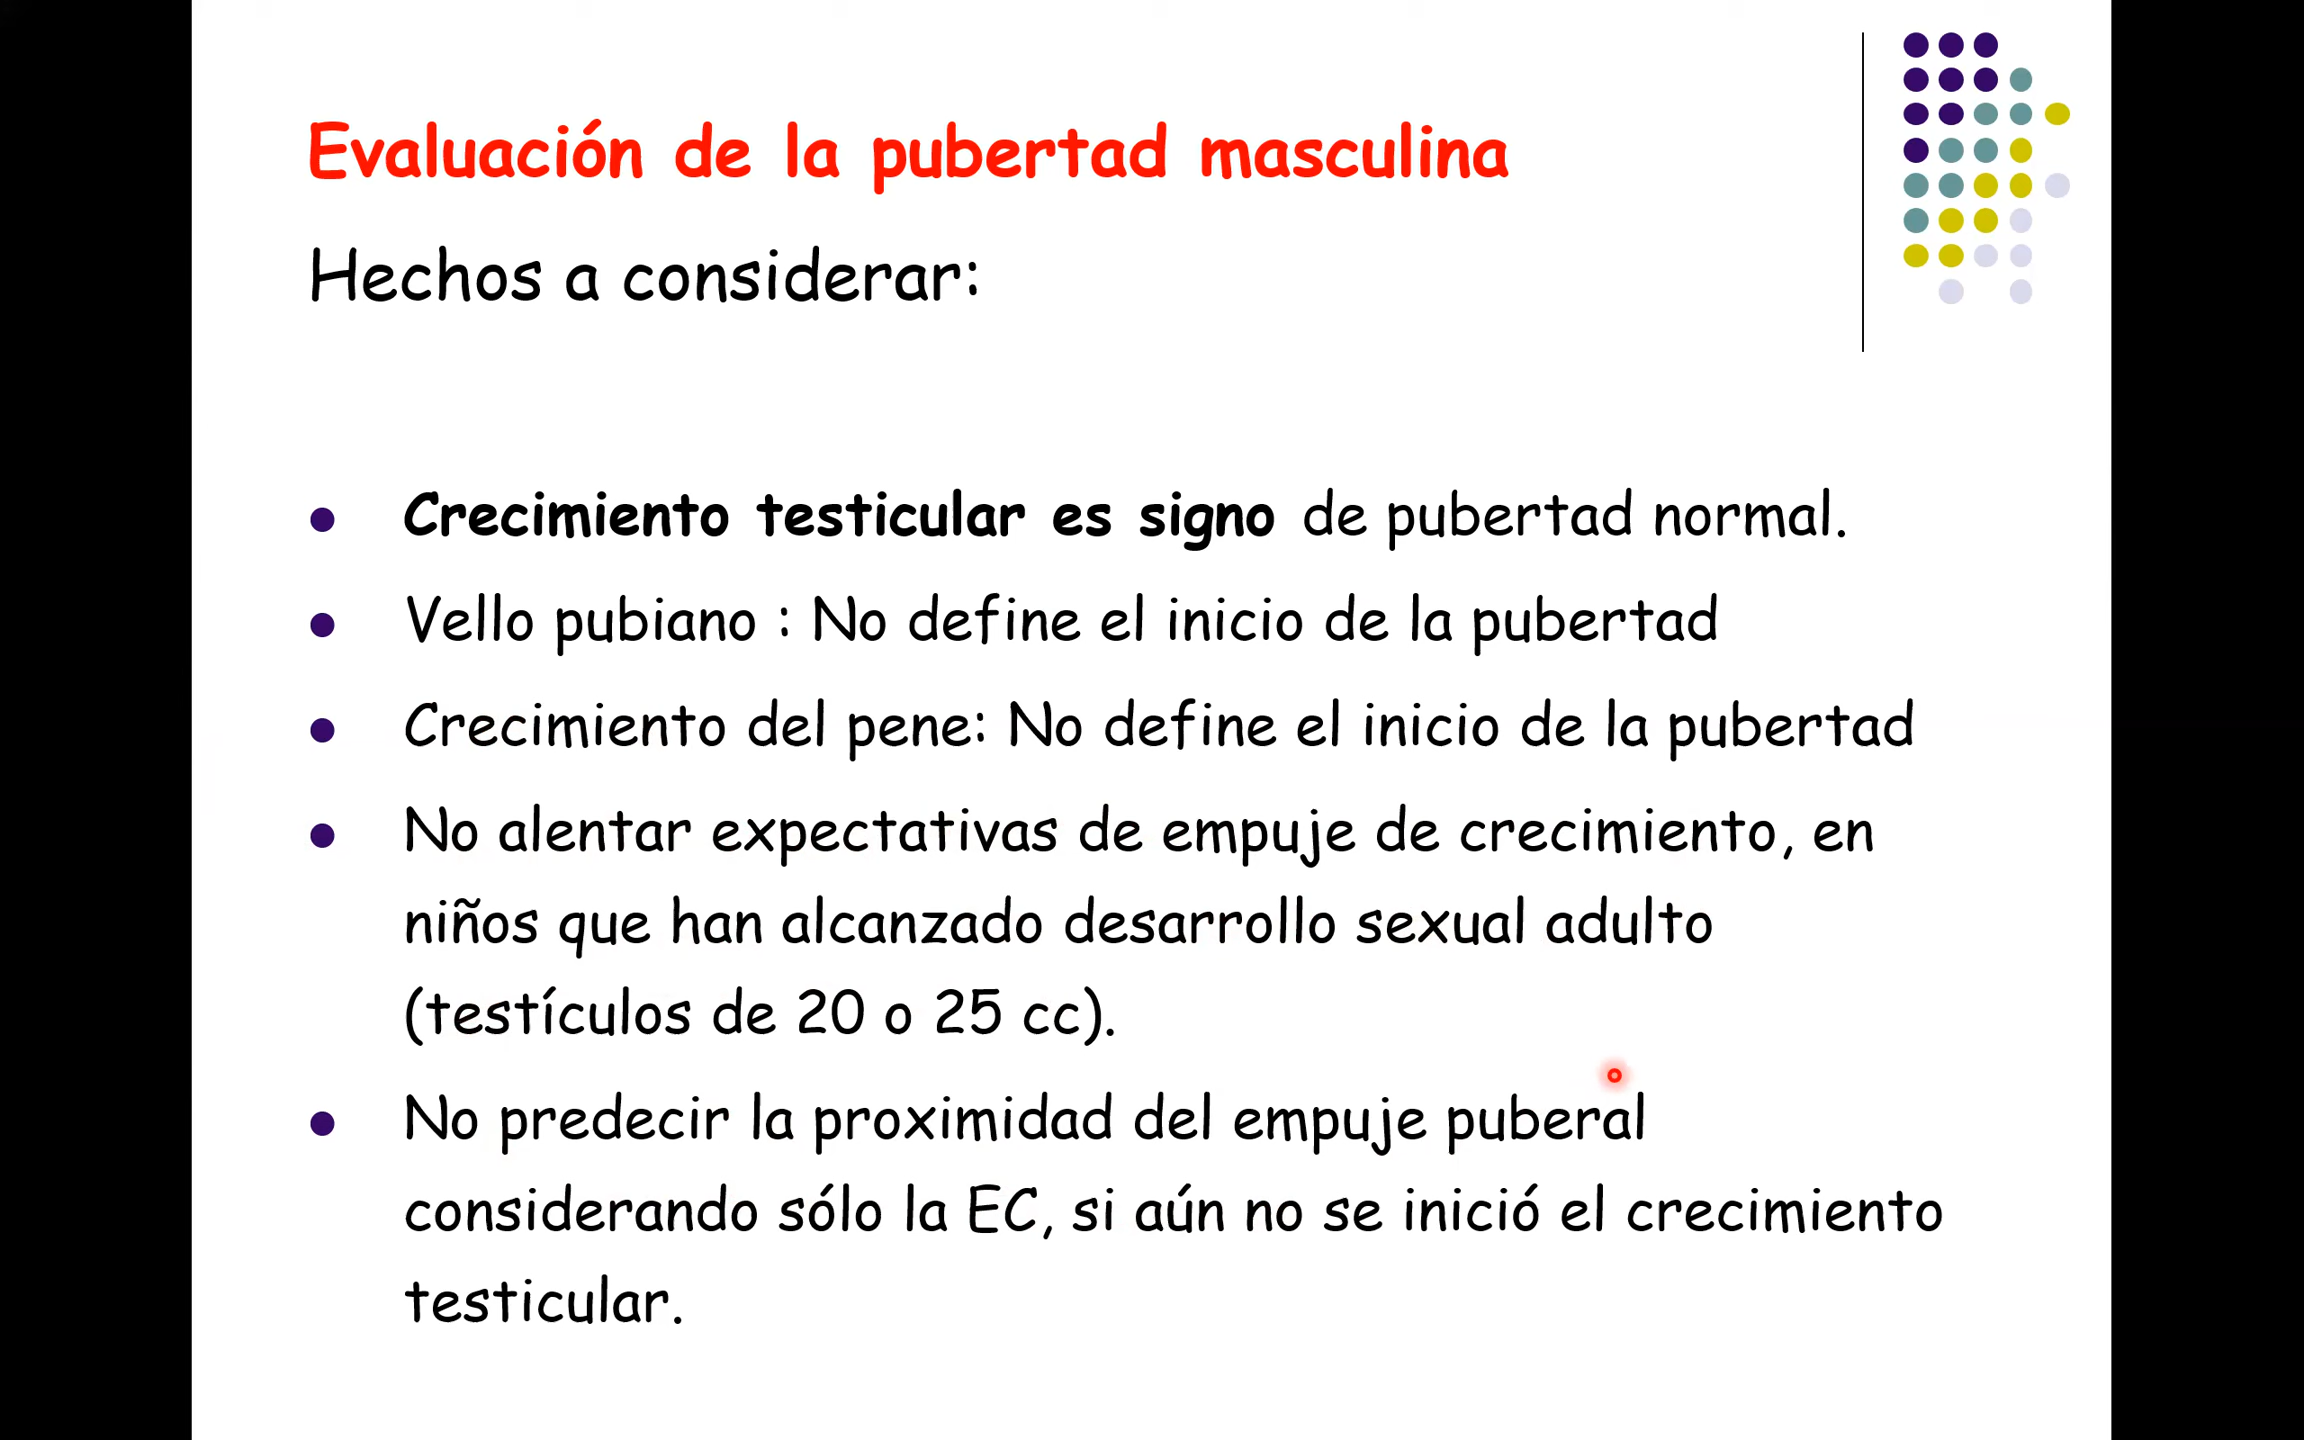 Evaluación de la pubertad masculina
Hechos a considerar:
Crecimiento testicular es signo de pubertad normal.
Vello pubiano : No define el inicio de la pubertad
Crecimiento del pene: No define el inicio de la pubertad
No alentar expectativas de empuje de crecimiento, en
niños que han alcanzado desarrollo sexual adulto
(testículos de 20 o 25 cc).
No predecir la proximidad del empuje puberal
considerando sólo la EC, si aún no se inició el crecimiento
testicular.